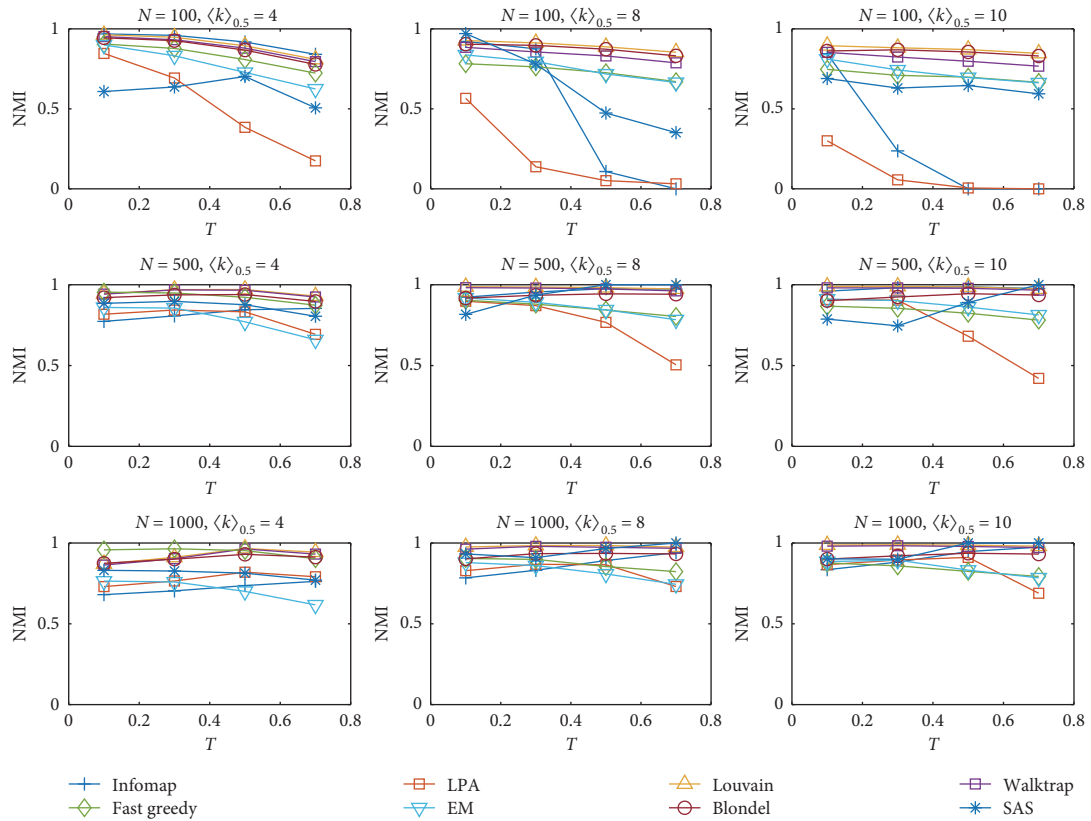 N = 100, ⟨k⟩0.5 = 4
N = 100, ⟨k⟩0.5 = 8
N = 100, ⟨k⟩0.5 = 10
1
0.5
0
NMI
0 0.2 0.4 0.6 0.8
T
1
0.5
0
NMI
0 0.2 0.4 0.6 0.8
T
1
0.5
0
NMI
0 0.2 0.4 0.6 0.8
T
N = 500, ⟨k⟩0.5 = 4
N = 500, ⟨k⟩0.5 = 8
N = 500, ⟨k⟩0.5 = 10
1
0.5
0
NMI
0 0.2 0.4 0.6 0.8
T
1
0.5
0
NMI
0 0.2 0.4 0.6 0.8
T
1
0.5
0
NMI
0 0.2 0.4 0.6 0.8
T
N = 1000, ⟨k⟩0.5 = 4
N = 1000, ⟨k⟩0.5 = 8
N = 1000, ⟨k⟩0.5 = 10
1
0.5
0
NMI
0 0.2 0.4 0.6 0.8
T
1
0.5
0
NMI
0 0.2 0.4 0.6 0.8
T
1
0.5
0
NMI
0 0.2 0.4 0.6 0.8
T
Infomap
Fast greedy
LPA
EM
Louvain
Blondel
Walktrap
SAS